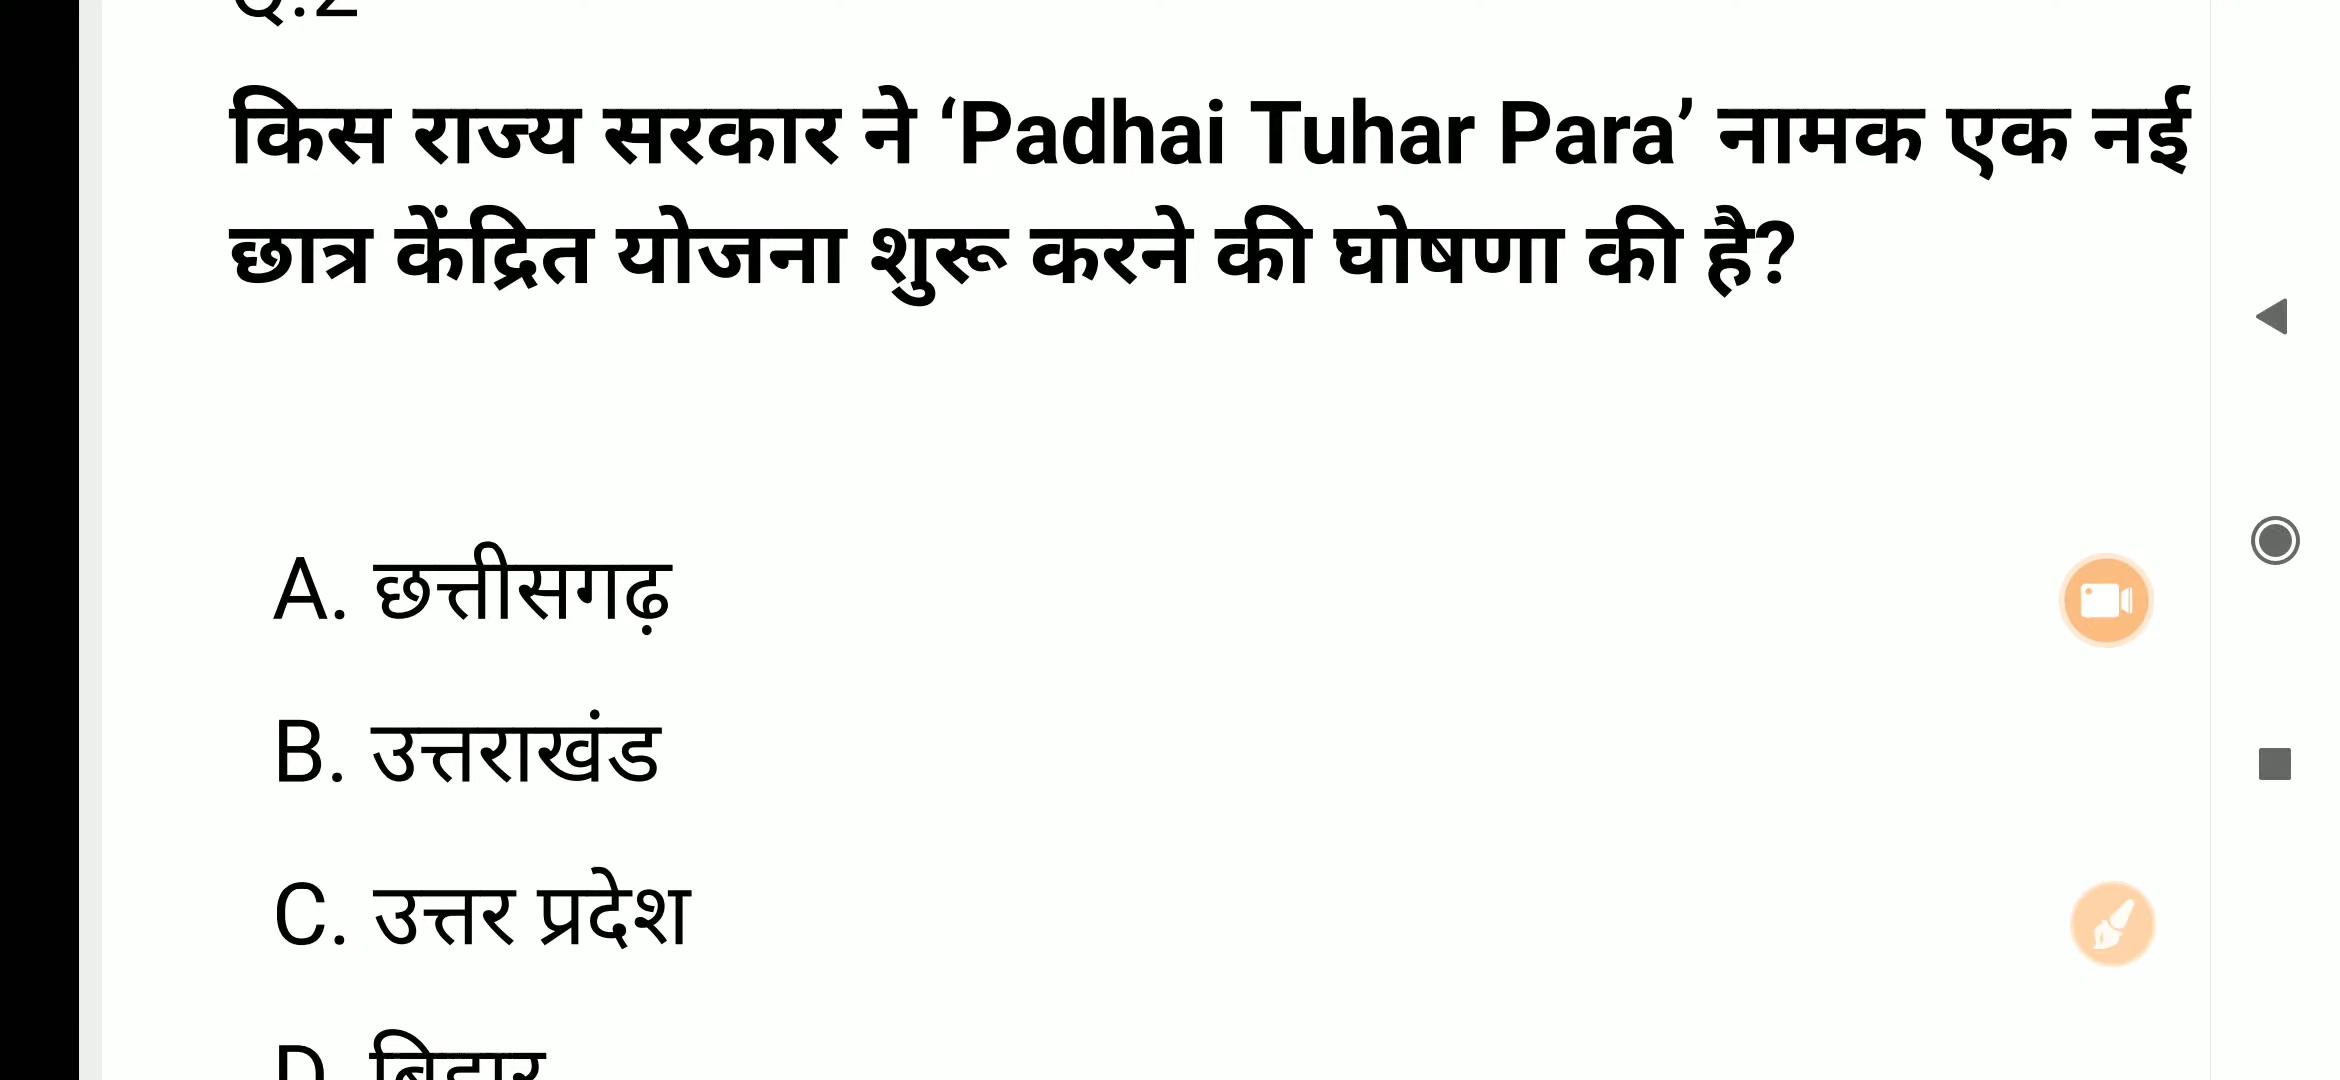 किस राज्य सरकार ने ‘Padhai Tuhar Para’ नामक एक नई
छात्र केंद्रित योजना शुरू करने की घोषणा की है?
A. छत्तीसगढ़
B. उत्तराखंड
C. उत्तर प्रदेश
D. बिहार